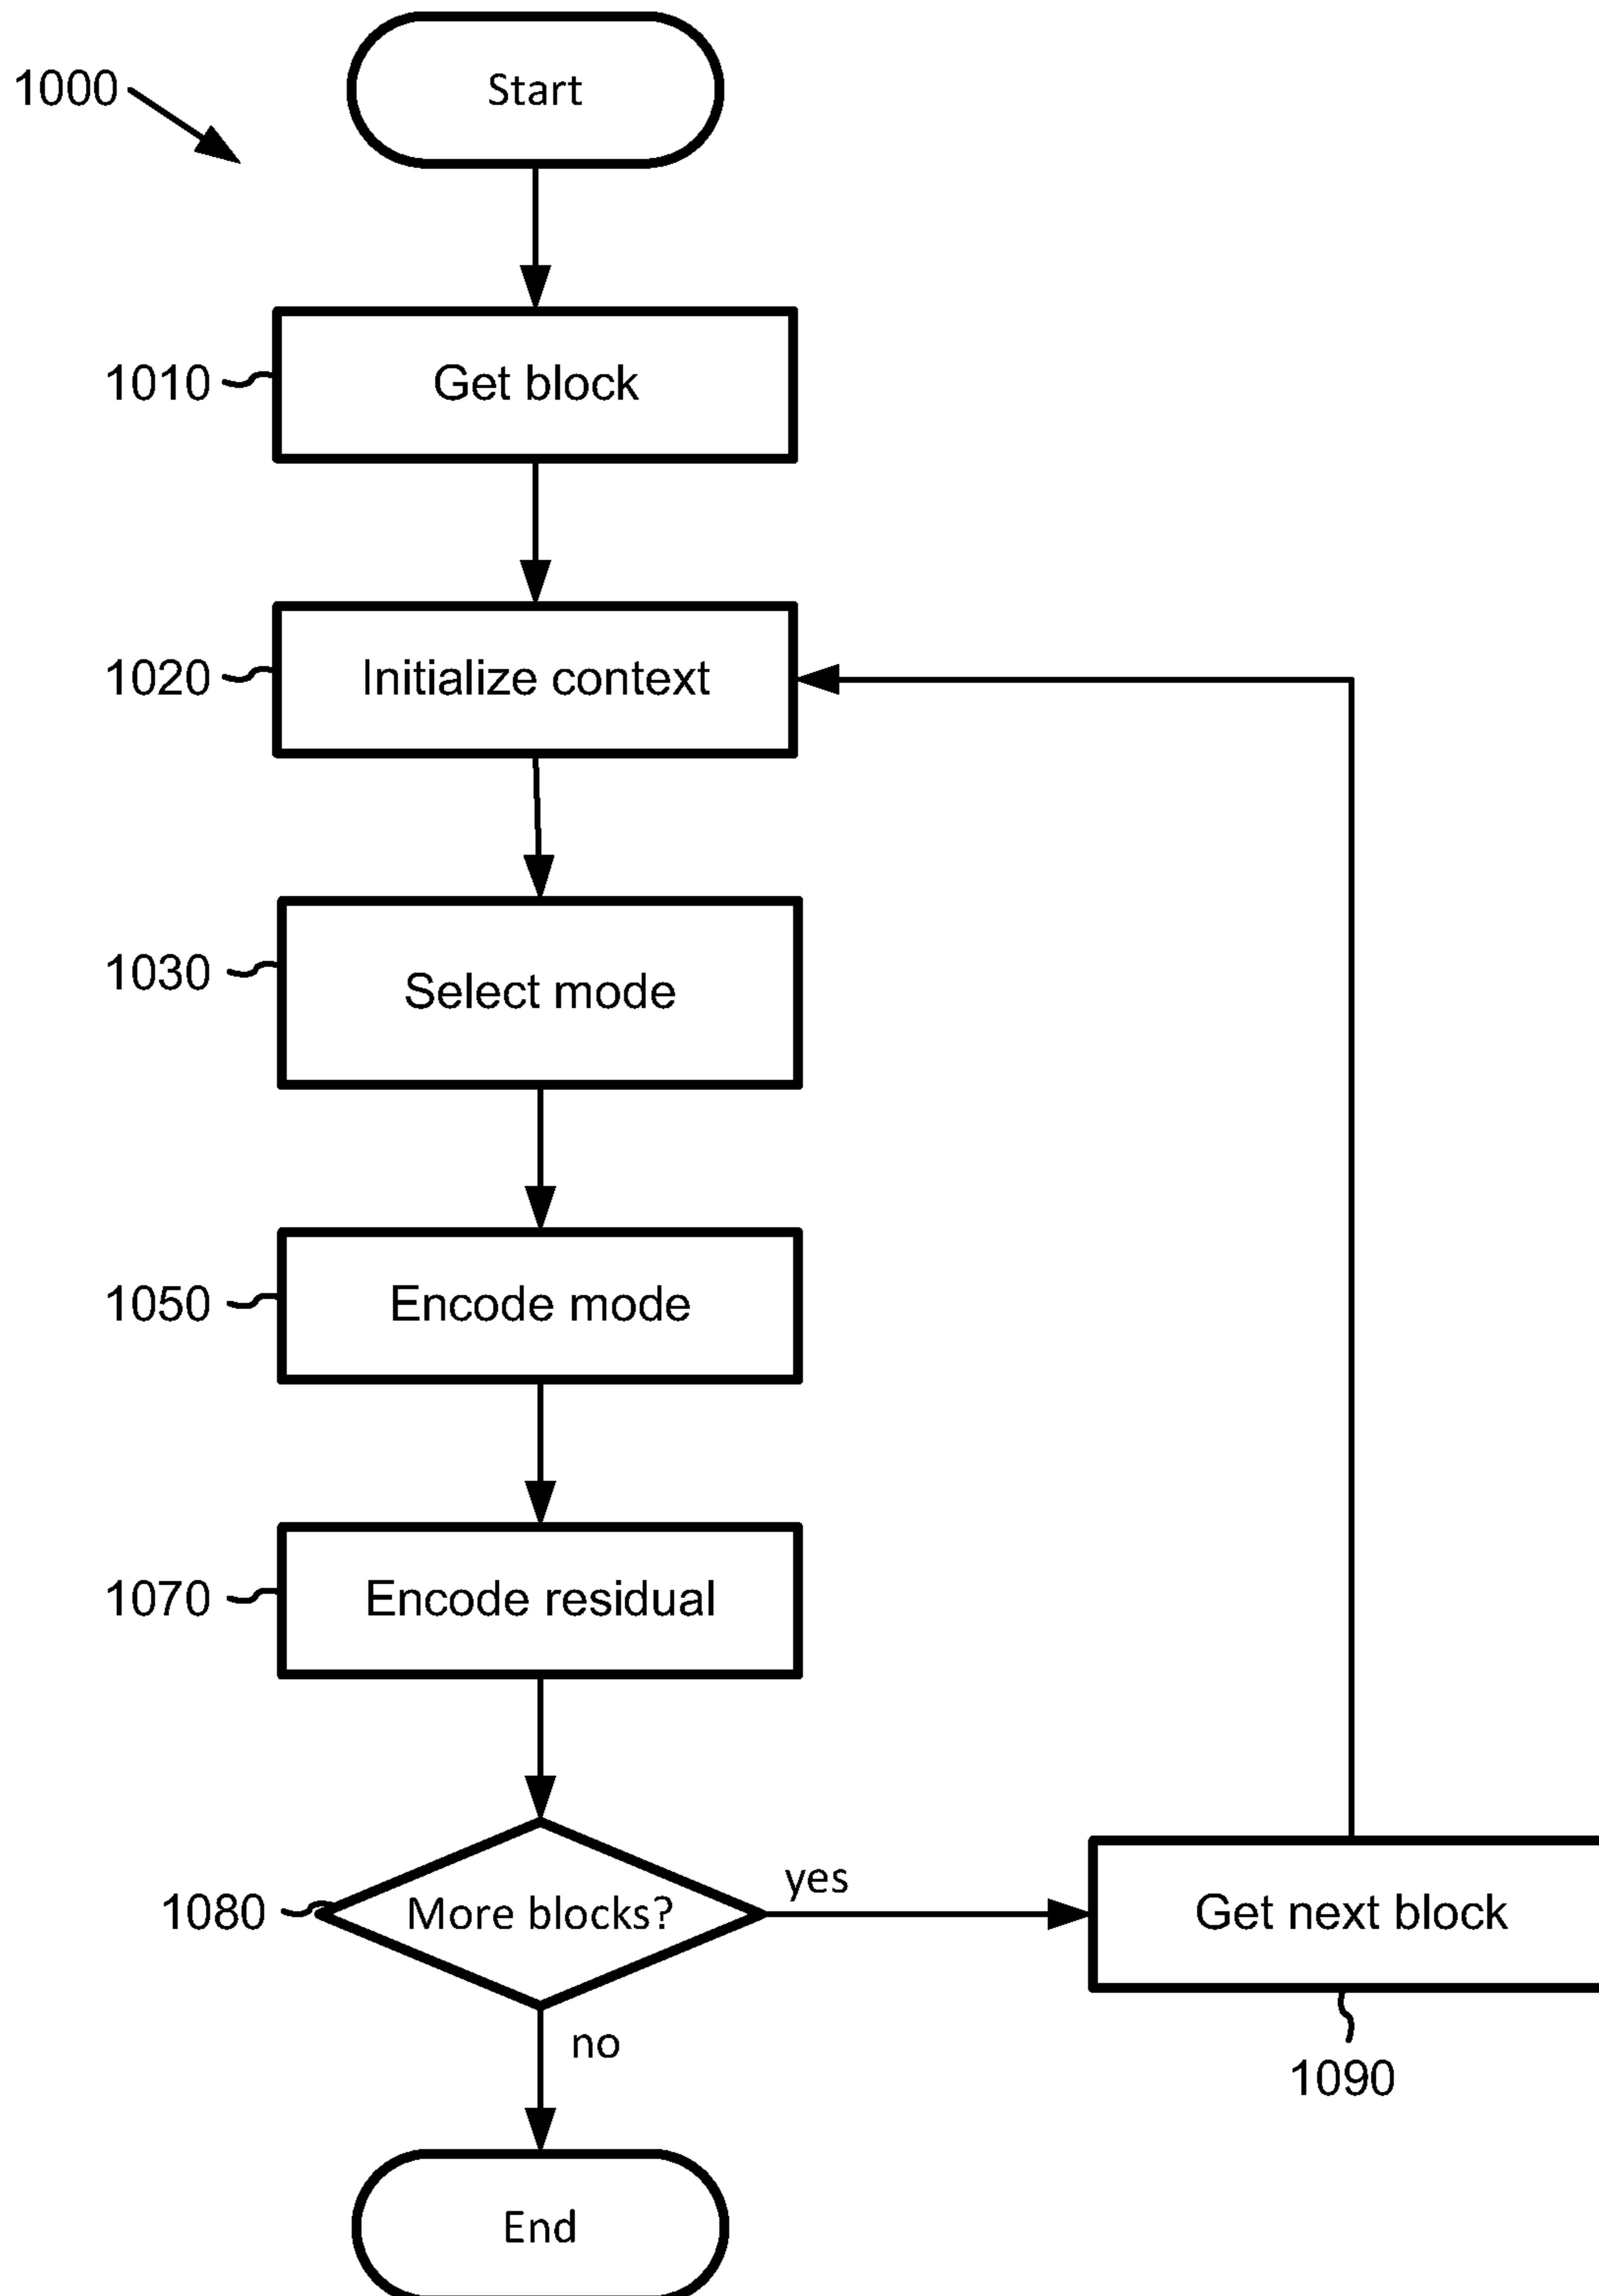 1000
Start
1010
Get block
1020
Initialize context
1030
Select mode
1050
Encode mode
1070
Encode residual
1080
More blocks?
yes
Get next block
1090
no
End